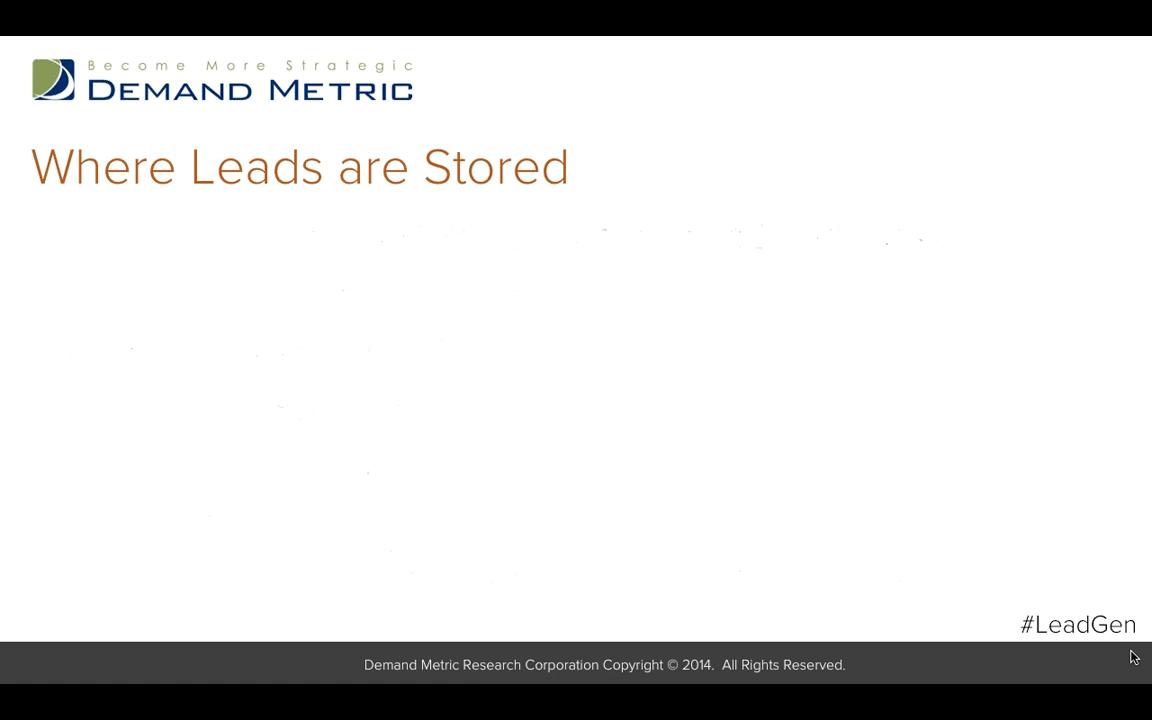 Become More Strategic
DEMAND METRIC
Where Leads are Stored
#LeadGen
Demand Metric Research Corporation Copyright © 2014. All Rights Reserved.